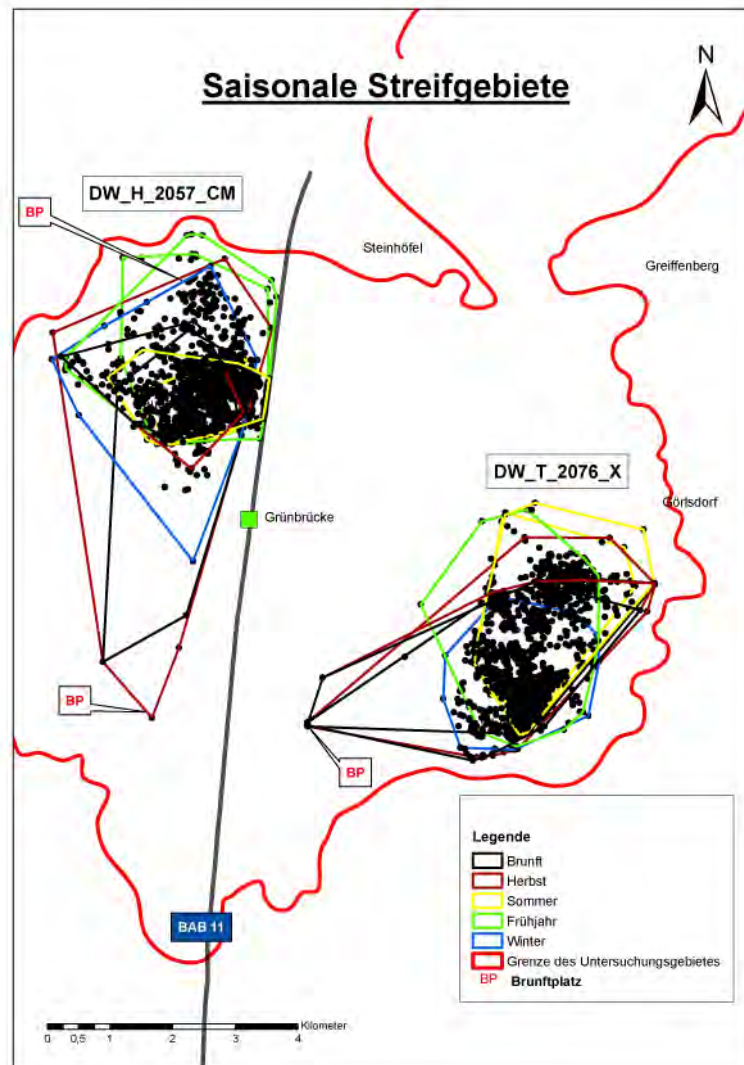 N
Saisonale Streifgebiete
DW_H_2057_CM
BP
Steinhöfel
Greiffenberg
DW_T_2076_X
Görlsdorf
Grünbrücke
BP
BP
Legende
Brunft
Herbst
Sommer
Frühjahr
Winter
Grenze des Untersuchungsgebietes
BP Brunftplatz
BAB 11
Kilometer
0 0,5 1 2 3 4